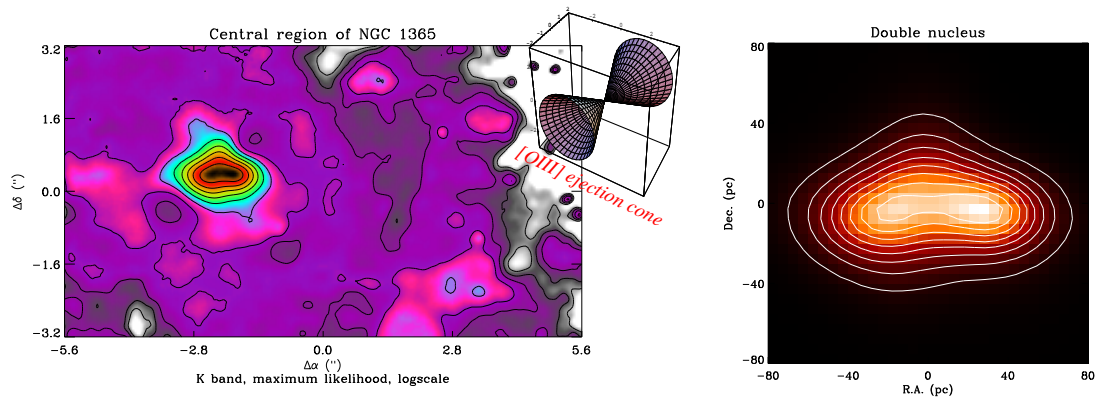 Central region of NGC 1365
3.2
1.6
0.0
−1.6
−3.2
Δδ ('')
−5.6 −2.8 0.0 2.8 5.6
Δα ('')
K band, maximum likelihood, logscale
[OIII] ejection cone
Double nucleus
80
40
0
−40
−80
Dec. (pc)
−80 −40 0 40 80
R.A. (pc)